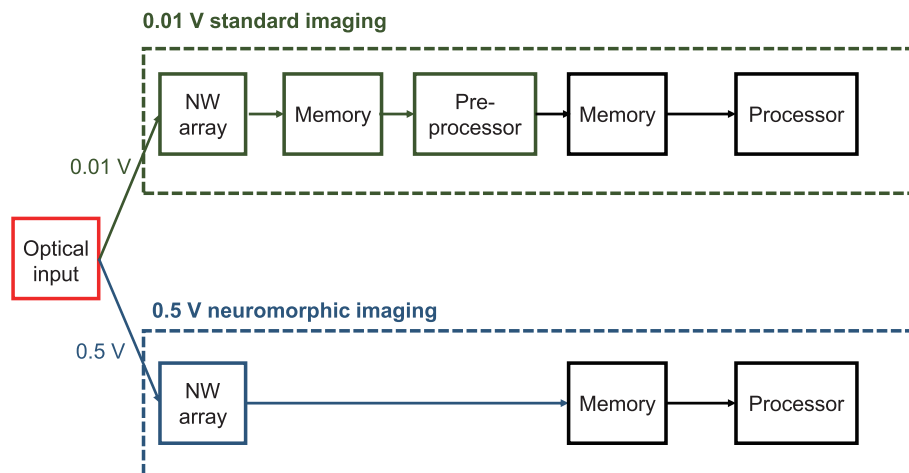 0.01 V standard imaging
NW
array
Memory
Pre-
processor
Memory
Processor
0.01 V
Optical
input
0.5 V neuromorphic imaging
0.5 V
NW
array
Memory
Processor